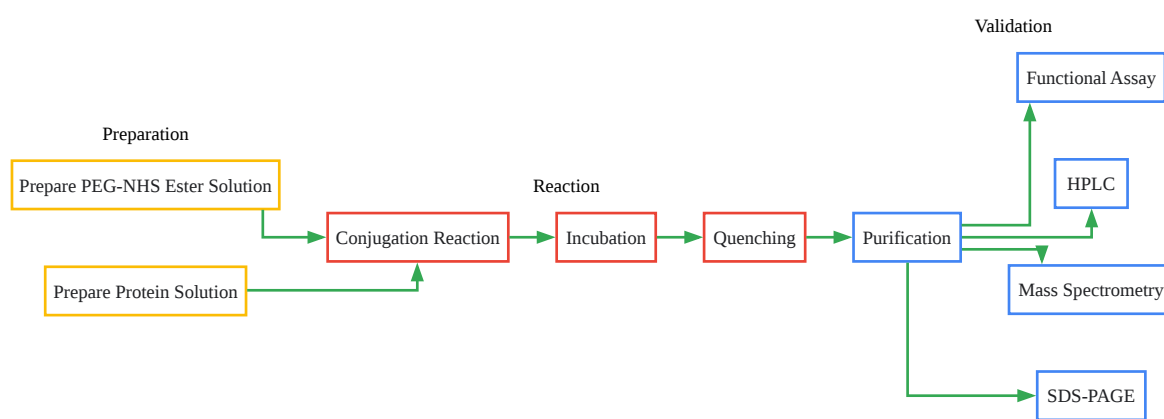 Validation
Functional Assay
Preparation
Prepare PEG-NHS Ester Solution
Reaction
HPLC
Conjugation Reaction
Incubation
Quenching
Purification
Prepare Protein Solution
Mass Spectrometry
SDS-PAGE